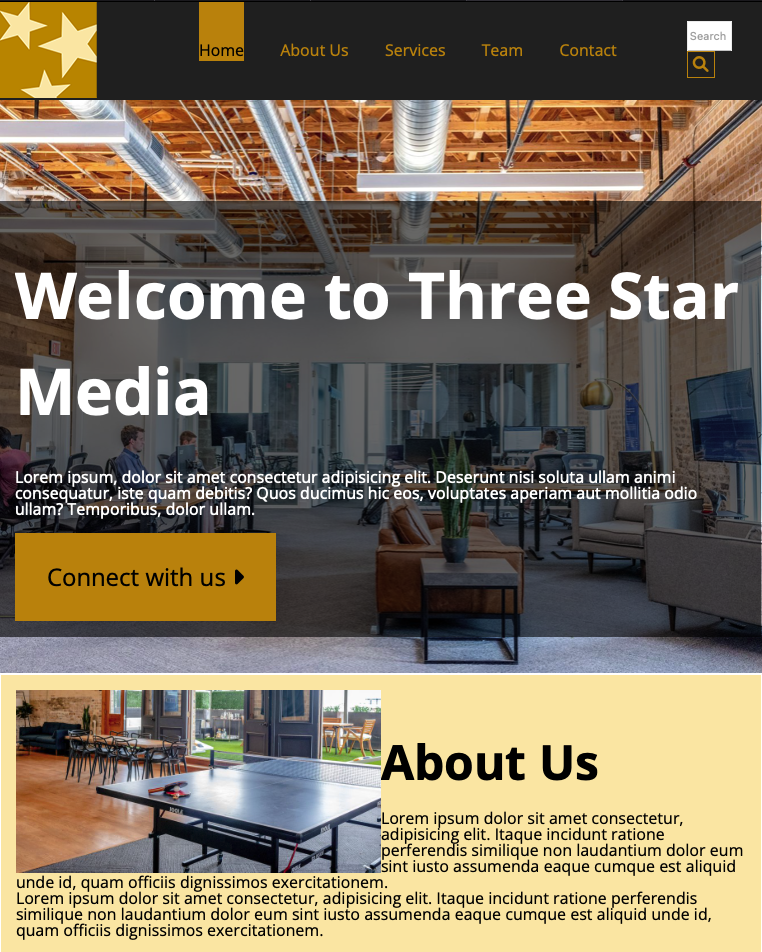 Home About Us Services Team Contact
Search
Welcome to Three Star
Media
Lorem ipsum, dolor sit amet consectetur adipisicing elit. Deserunt nisi soluta ullam animi
consequatur, iste quam debitis? Quos ducimus hic eos, voluptates aperiam aut mollitia odio
ullam? Temporibus, dolor ullam.
Connect with us
About Us
Lorem ipsum dolor sit amet consectetur,
adipisicing elit. Itaque incidunt ratione
perferendis similique non laudantium dolor eum
sint iusto assumenda eaque cumque est aliquid
unde id, quam officiis dignissimos exercitationem.
Lorem ipsum dolor sit amet consectetur, adipisicing elit. Itaque incidunt ratione perferendis
similique non laudantium dolor eum sint iusto assumenda eaque cumque est aliquid unde id,
quam officiis dignissimos exercitationem.